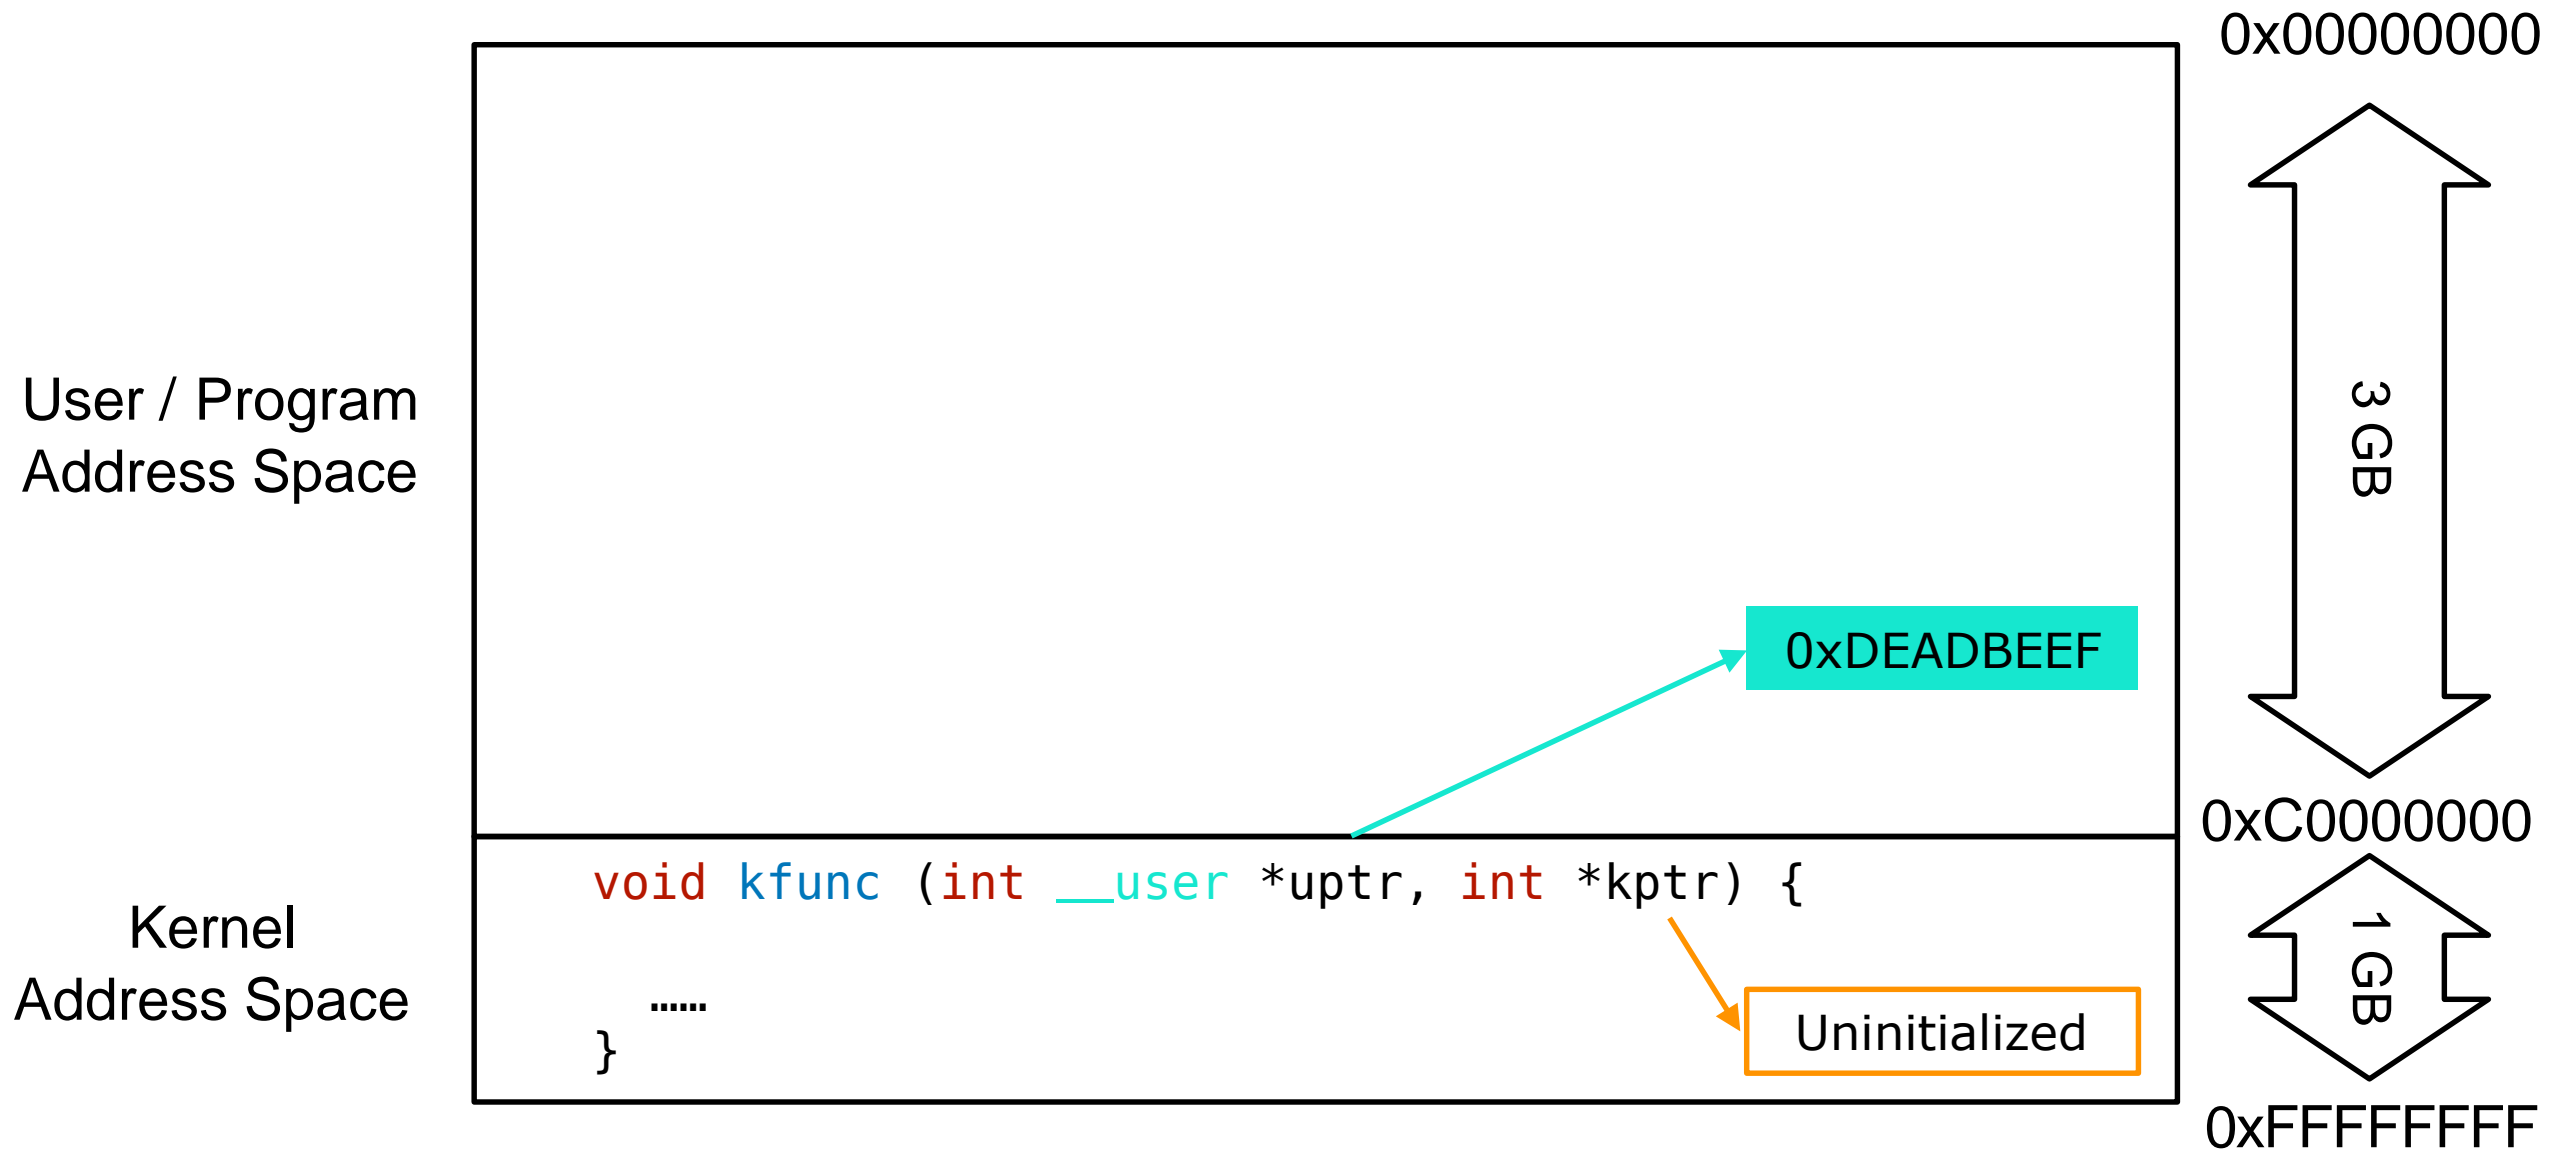 0x00000000
User / Program
Address Space
3 GB
0xDEADBEEF
0xC0000000
void kfunc (int __user *uptr, int *kptr) {
……
}
Kernel
Address Space
1 GB
Uninitialized
0xFFFFFFFF